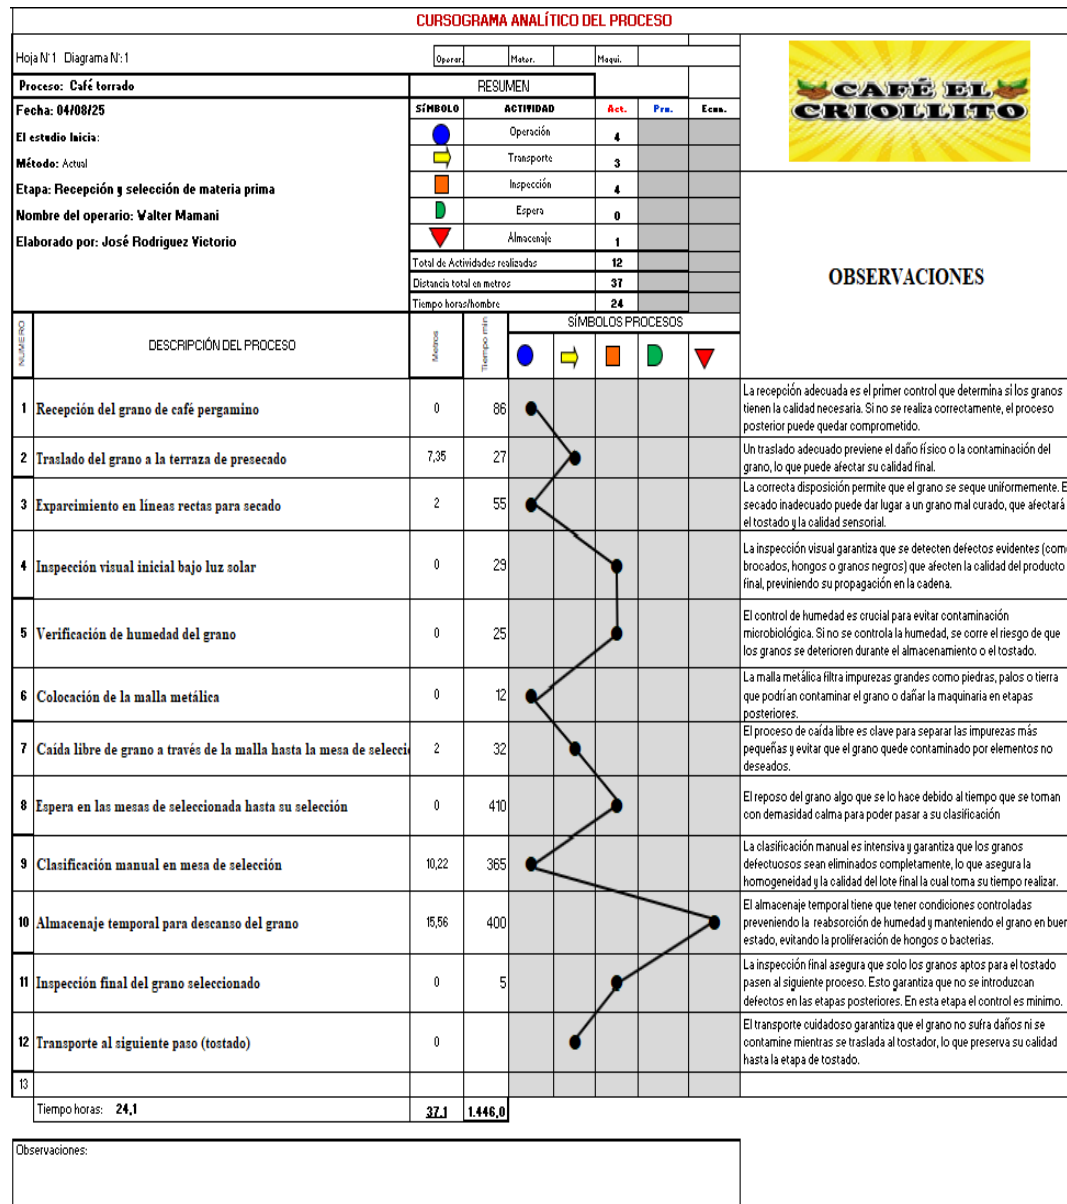 CURSOGRAMA ANALÍTICO DEL PROCESO
Hoja N°1 Diagrama N°:1
Operar.
Mater.
Maqui.
CAFÉ EL
CRIOLLITO
Proceso: Café torrado
RESUMEN
Fecha: 04/08/25
SÍMBOLO ACTIVIDAD Act. Pro. Econ.
El estudio Inicia:
Operación 4
Método: Actual
Transporte 3
Etapa: Recepción y selección de materia prima
Inspección 4
Nombre del operario: Walter Mamani
Espera 0
Elaborado por: José Rodriguez Victorio
Almacenaje 1
Total de Actividades realizadas 12
Distancia total en metros 37
Tiempo horas/hombre 24
OBSERVACIONES
NUMERO
DESCRIPCIÓN DEL PROCESO
Metros
Tiempo min
SÍMBOLOS PROCESOS
1 Recepción del grano de café pergamino 0 86
La recepción adecuada es el primer control que determina si los granos
tienen la calidad necesaria. Si no se realiza correctamente, el proceso
posterior puede quedar comprometido.
2 Traslado del grano a la terraza de presecado 7,35 27
Un traslado adecuado previene el daño físico o la contaminación del
grano, lo que puede afectar su calidad final.
3 Exparcimiento en líneas rectas para secado 2 55
La correcta disposición permite que el grano se seque uniformemente. E
secado inadecuado puede dar lugar a un grano mal curado, que afectará
el tostado y la calidad sensorial.
4 Inspección visual inicial bajo luz solar 0 29
La inspección visual garantiza que se detecten defectos evidentes (com
brocados, hongos o granos negros) que afecten la calidad del producto
final, previniendo su propagación en la cadena.
5 Verificación de humedad del grano 0 25
El control de humedad es crucial para evitar contaminación
microbiológica. Si no se controla la humedad, se corre el riesgo de que
los granos se deterioren durante el almacenamiento o el tostado.
6 Colocación de la malla metálica 0 12
La malla metálica filtra impurezas grandes como piedras, palos o tierra
que podrían contaminar el grano o dañar la maquinaria en etapas
posteriores.
7 Caída libre de grano a través de la malla hasta la mesa de selecci 2 32
El proceso de caída libre es clave para separar las impurezas más
pequeñas y evitar que el grano quede contaminado por elementos no
deseados.
8 Espera en las mesas de seleccionada hasta su selección 0 410
El reposo del grano algo que se lo hace debido al tiempo que se toman
con demasidad calma para poder pasar a su clasificación
9 Clasificación manual en mesa de selección 10,22 365
La clasificación manual es intensiva y garantiza que los granos
defectuosos sean eliminados completamente, lo que asegura la
homogeneidad y la calidad del lote final la cual toma su tiempo realizar.
10 Almacenaje temporal para descanso del grano 15,56 400
El almacenaje temporal tiene que tener condiciones controladas
preveniendo la reabsorción de humedad y manteniendo el grano en buer
estado, evitando la proliferación de hongos o bacterias.
11 Inspección final del grano seleccionado 0 5
La inspección final asegura que solo los granos aptos para el tostado
pasen al siguiente proceso. Esto garantiza que no se introduzcan
defectos en las etapas posteriores. En esta etapa el control es minimo.
12 Transporte al siguiente paso (tostado) 0
El transporte cuidadoso garantiza que el grano no sufra daños ni se
contamine mientras se traslada al tostador, lo que preserva su calidad
hasta la etapa de tostado.
13
Tiempo horas: 24,1 37.1 1.446,0
Observaciones: